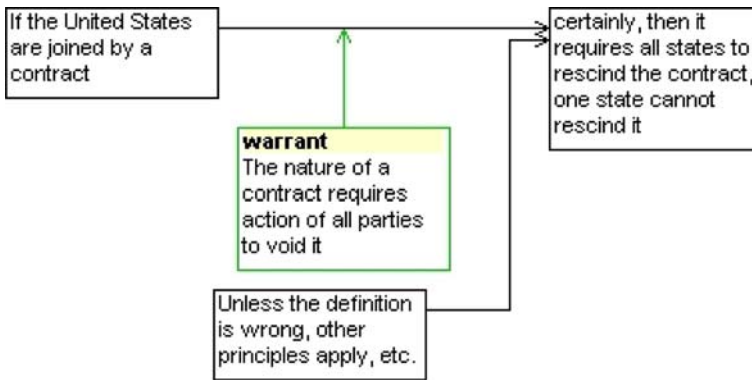 If the United States
are joined by a
contract
certainly, then it
requires all states to
rescind the contract,
one state cannot
rescind it
warrant
The nature of a
contract requires
action of all parties
to void it
Unless the definition
is wrong, other
principles apply, etc.